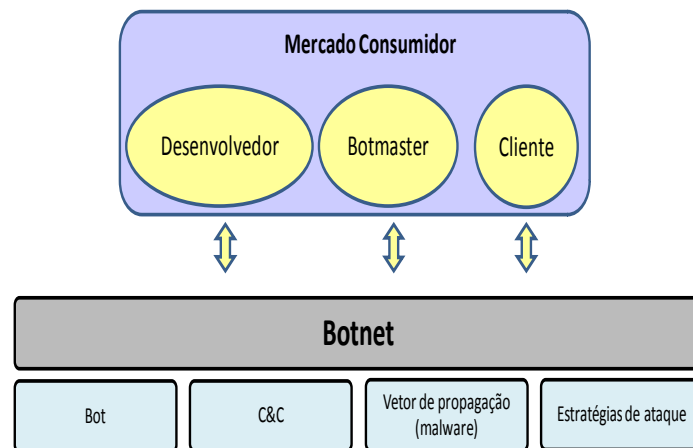 Mercado Consumidor
Desenvolvedor
Botmaster
Cliente
Botnet
Bot
C&C
Vetor de propagação
(malware)
Estratégias de ataque